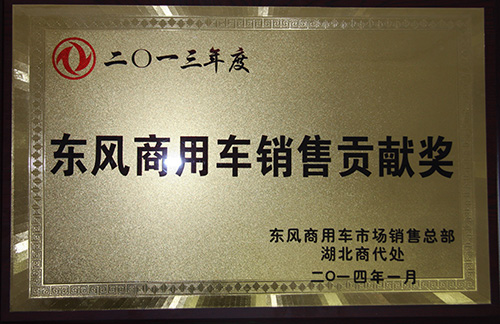 二〇一三年度
东风商用车销售贡献奖
东风商用车市场销售总部
湖北商代处
二〇一四年一月